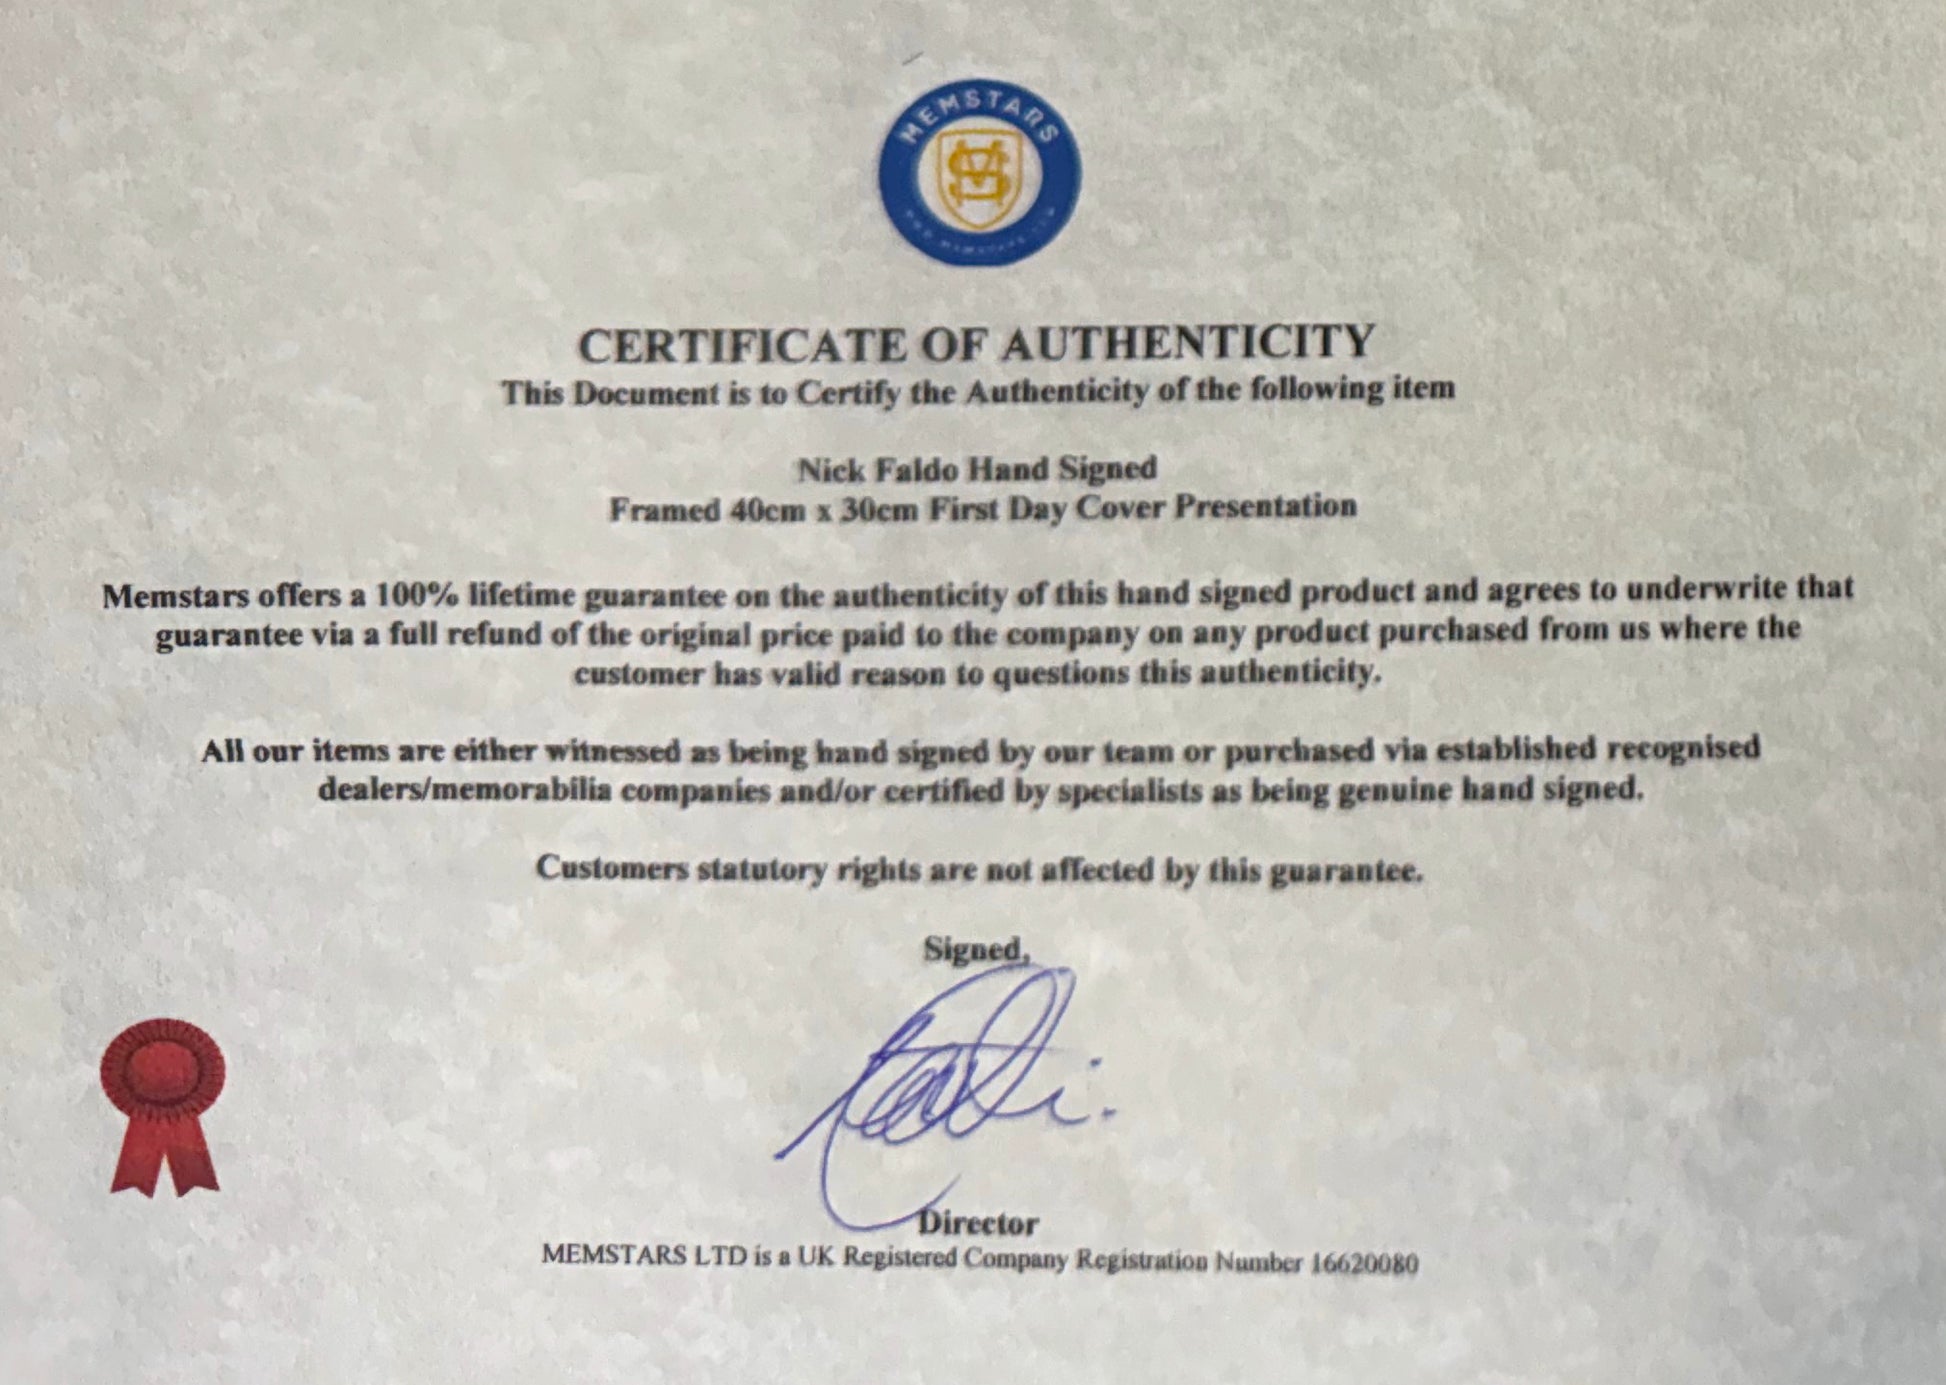 MEMSTARS
CERTIFICATE OF AUTHENTICITY
This Document is to Certify the Authenticity of the following item
Nick Faldo Hand Signed
Framed 40cm x 30cm First Day Cover Presentation
Memstars offers a 100% lifetime guarantee on the authenticity of this hand signed product and agrees to underwrite that
guarantee via a full refund of the original price paid to the company on any product purchased from us where the
customer has valid reason to questions this authenticity.
All our items are either witnessed as being hand signed by our team or purchased via established recognised
dealers/memorabilia companies and/or certified by specialists as being genuine hand signed.
Customers statutory rights are not affected by this guarantee.
Signed,
Director
MEMSTARS LTD is a UK Registered Company Registration Number 16620080